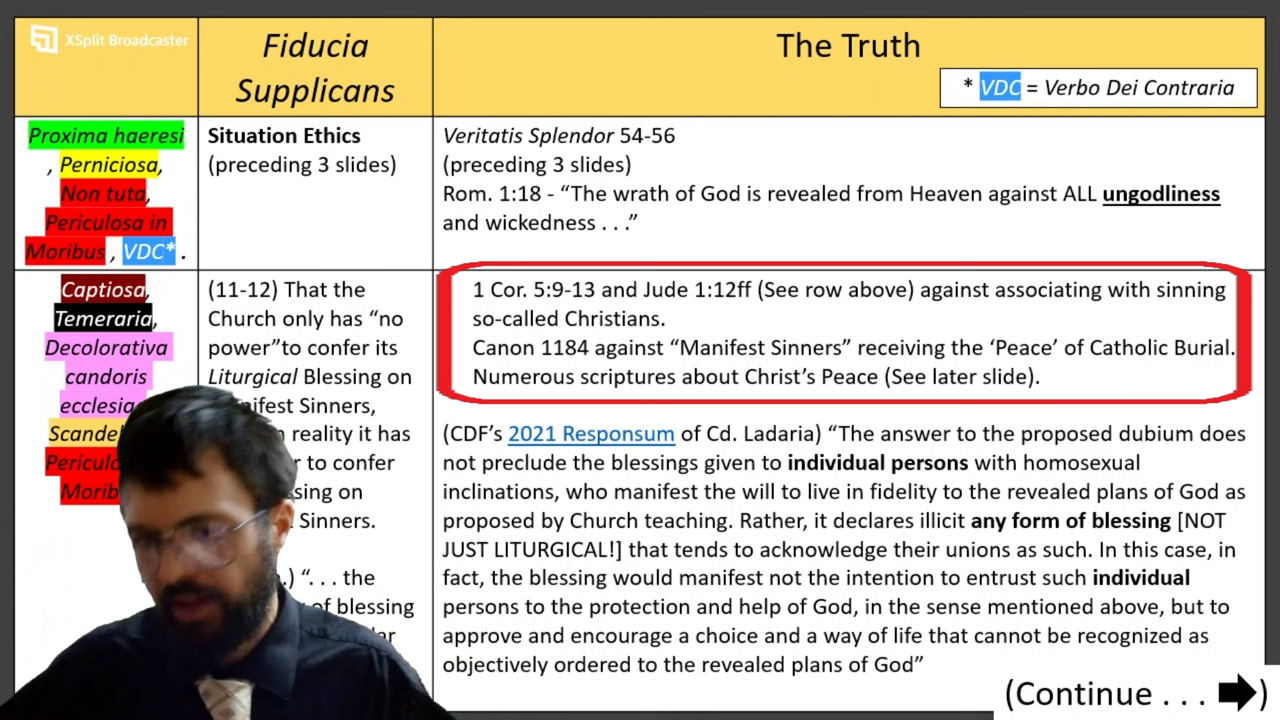 XSplit Broadcaster
Fiducia
Supplicans
The Truth
* VDC = Verbo Dei Contraria
Proxima haeresi
, Perniciosa,
Non tuta,
Periculosa in
Moribus , VDC* .
Situation Ethics
(preceding 3 slides)
Veritatis Splendor 54-56
(preceding 3 slides)
Rom. 1:18 - “The wrath of God is revealed from Heaven against ALL ungodliness
and wickedness . . .”
Captiosa,
Temeraria,
Decolorativa
candoris
(11-12) That the
Church only has “no
power”to confer its
Liturgical Blessing on
Manifest Sinners,
reality it has
to confer
on
Sinners.
“. . . the
of blessing
1 Cor. 5:9-13 and Jude 1:12ff (See row above) against associating with sinning
so-called Christians.
Canon 1184 against “Manifest Sinners” receiving the ‘Peace’ of Catholic Burial.
Numerous scriptures about Christ’s Peace (See later slide).
(CDF’s 2021 Responsum of Cd. Ladaria) “The answer to the proposed dubium does
not preclude the blessings given to individual persons with homosexual
inclinations, who manifest the will to live in fidelity to the revealed plans of God as
proposed by Church teaching. Rather, it declares illicit any form of blessing [NOT
JUST LITURGICAL!] that tends to acknowledge their unions as such. In this case, in
fact, the blessing would manifest not the intention to entrust such individual
persons to the protection and help of God, in the sense mentioned above, but to
approve and encourage a choice and a way of life that cannot be recognized as
objectively ordered to the revealed plans of God”
(Continue . . . )